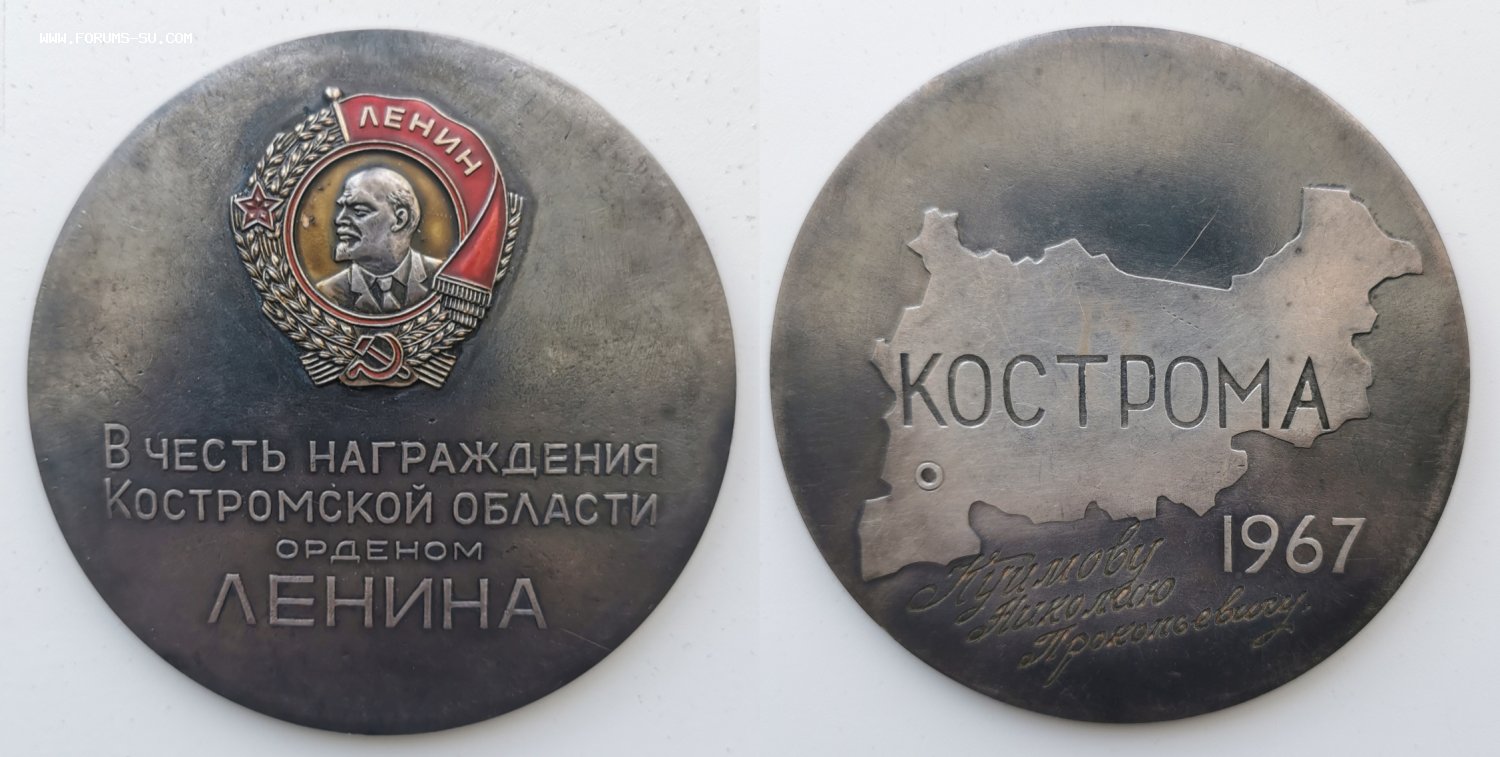 WWW.FORUMS-SU.COM
ЛЕНИН
В ЧЕСТЬ НАГРАЖДЕНИЯ
КОСТРОМСКОЙ ОБЛАСТИ
ОРДЕНОМ
ЛЕНИНА
КОСТРОМА
1967
Николаю
Прокопьевичу.